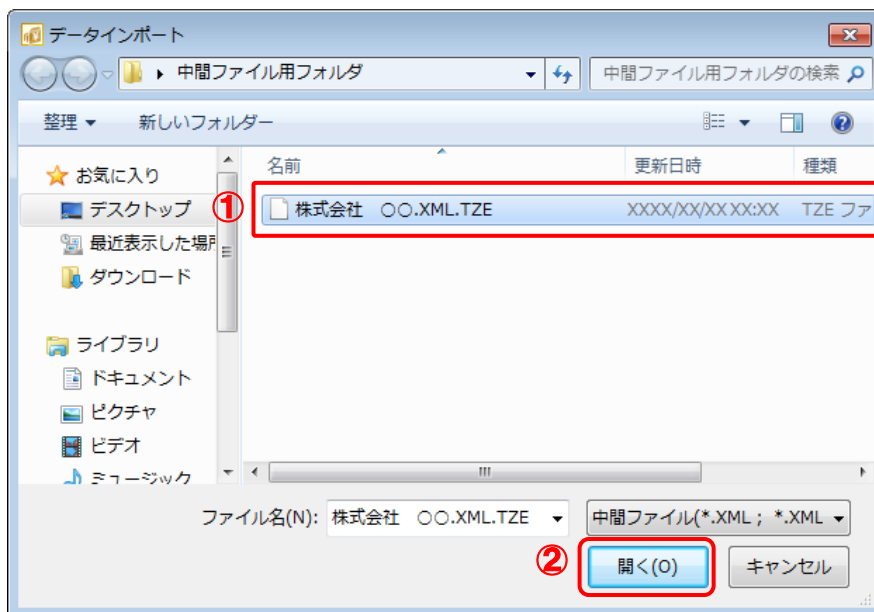 データインポート
中間ファイル用フォルダ
中間ファイル用フォルダの検索
整理 新しいフォルダー
お気に入り
デスクトップ
最近表示した場所
ダウンロード
ライブラリ
ドキュメント
ピクチャ
ビデオ
ミュージック
名前 更新日時 種類
① 株式会社 〇〇.XML.TZE XXXX/XX/XX XX:XX TZE ファ
ファイル名(N): 株式会社 〇〇.XML.TZE 中間ファイル(*.XML; *.XML
② 開く(O) キャンセル